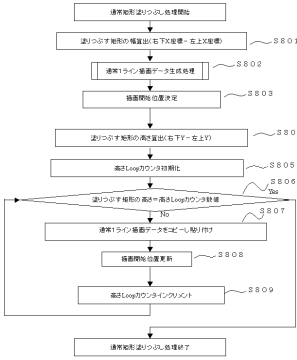 通常矩形塗りつぶし処理開始
塗りつぶす矩形の幅算出(右下X座標－左上X座標)
S801
通常1ライン描画データ生成処理
S802
描画開始位置決定
S803
塗りつぶす矩形の高さ算出(右下Y－左上Y)
S80
高さLoopカウンタ初期化
S805
塗りつぶす矩形の高さ＝高さLoopカウンタ数値
S806
Yes
No
S807
通常1ライン描画データをコピーし貼り付け
描画開始位置更新
S808
高さLoopカウンタインクリメント
S809
通常矩形塗りつぶし処理終了